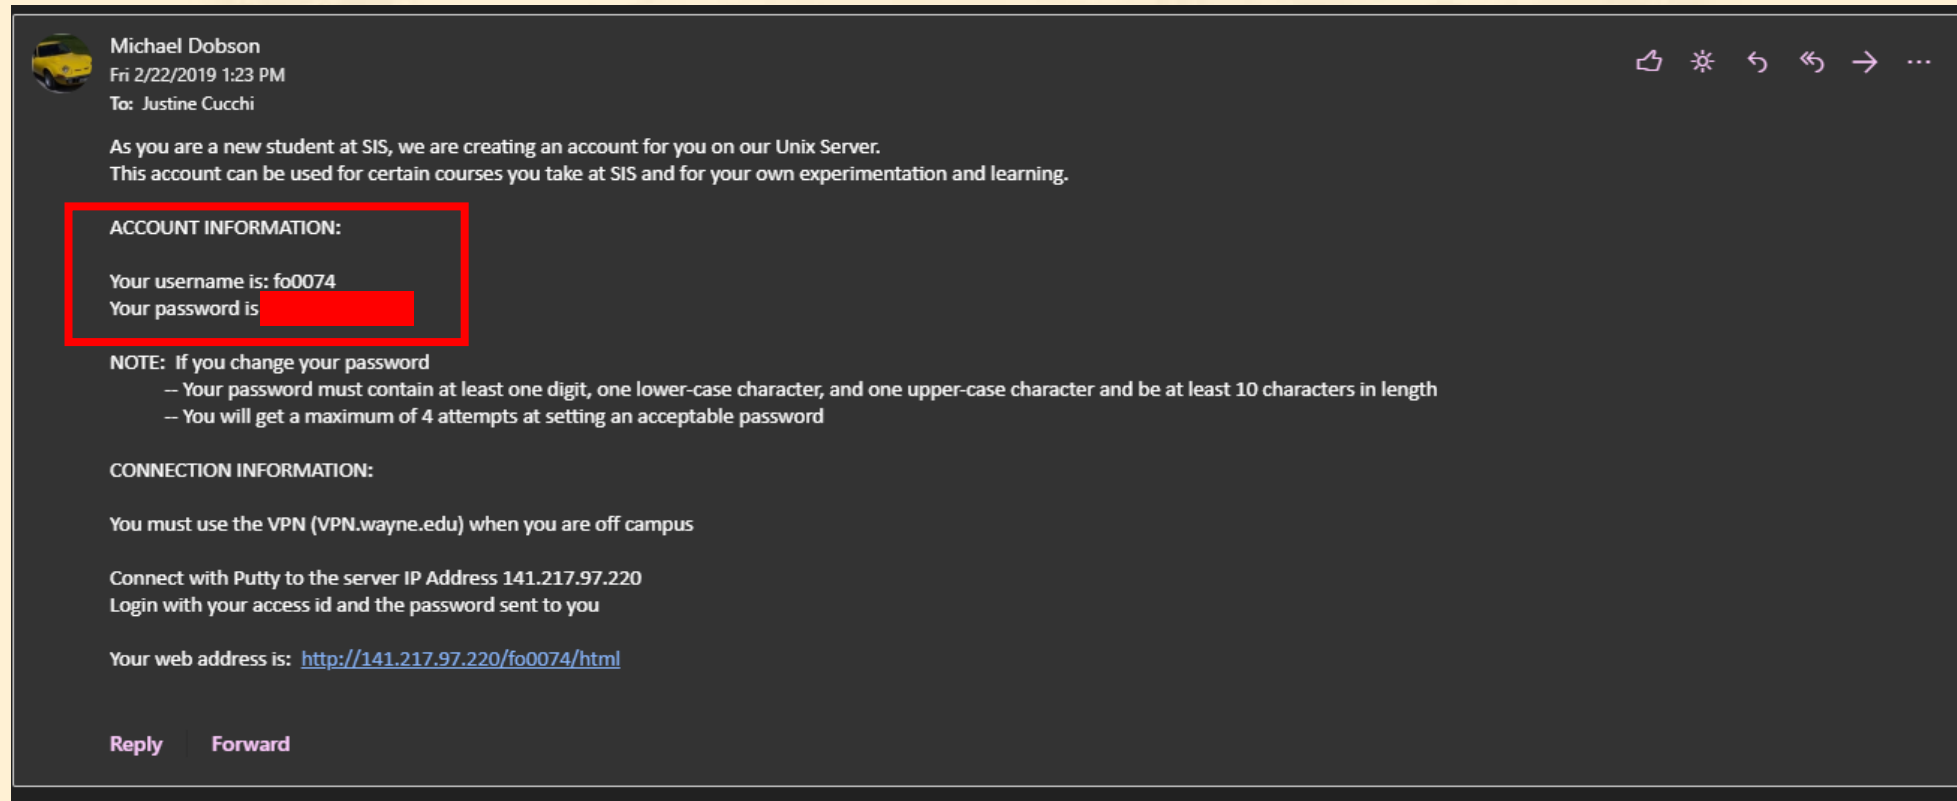 Michael Dobson
Fri 2/22/2019 1:23 PM
To: Justine Cucchi
As you are a new student at SIS, we are creating an account for you on our Unix Server.
This account can be used for certain courses you take at SIS and for your own experimentation and learning.
ACCOUNT INFORMATION:
Your username is: fo0074
Your password is
NOTE: If you change your password
-- Your password must contain at least one digit, one lower-case character, and one upper-case character and be at least 10 characters in length
-- You will get a maximum of 4 attempts at setting an acceptable password
CONNECTION INFORMATION:
You must use the VPN (VPN.wayne.edu) when you are off campus
Connect with Putty to the server IP Address 141.217.97.220
Login with your access id and the password sent to you
Your web address is: http://141.217.97.220/fo0074/html
Reply Forward